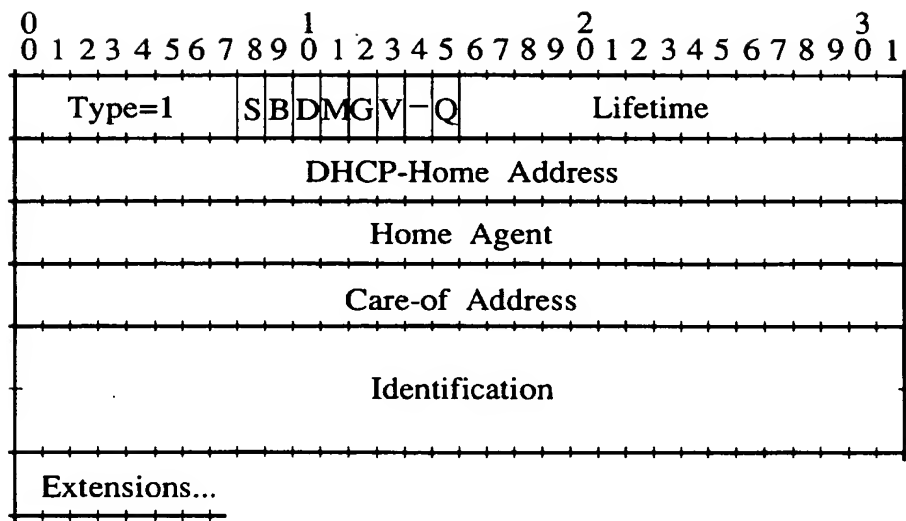 0 1 2 3
0 1 2 3 4 5 6 7 8 9 0 1 2 3 4 5 6 7 8 9 0 1 2 3 4 5 6 7 8 9 0 1
Type=1 S B D M G V – Q Lifetime
DHCP-Home Address
Home Agent
Care-of Address
Identification
Extensions...